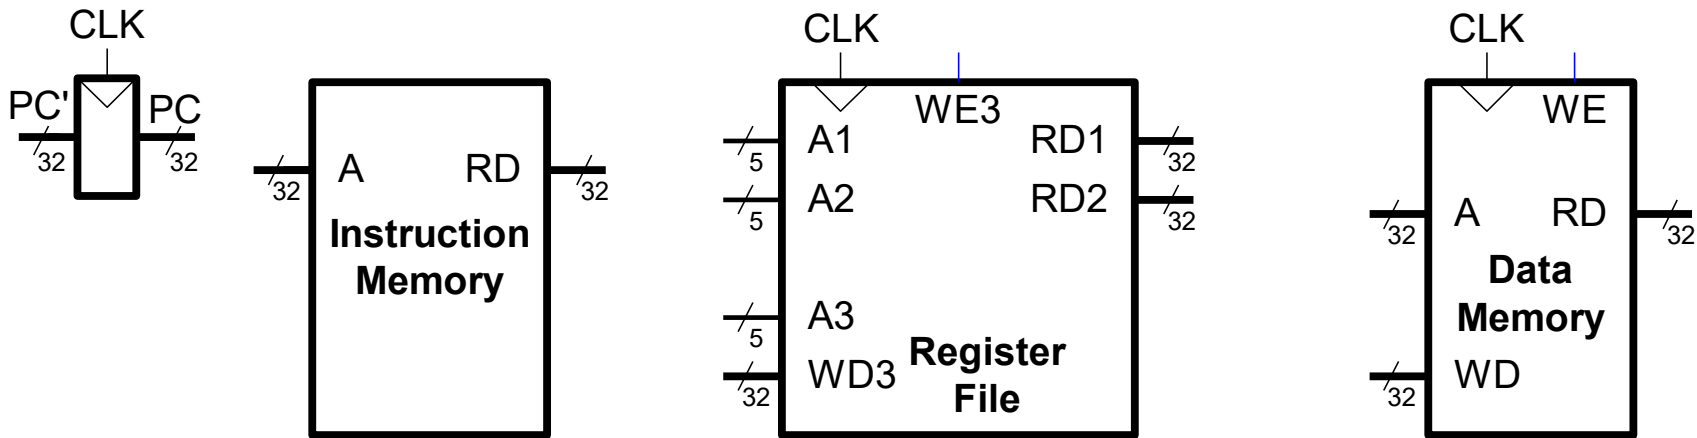 CLK
PC'
PC
32
32
A
RD
32
32
Instruction
Memory
CLK
WE3
A1
RD1
5
32
A2
RD2
5
32
A3
5
WD3
32
Register
File
CLK
WE
A
RD
32
32
Data
Memory
WD
32